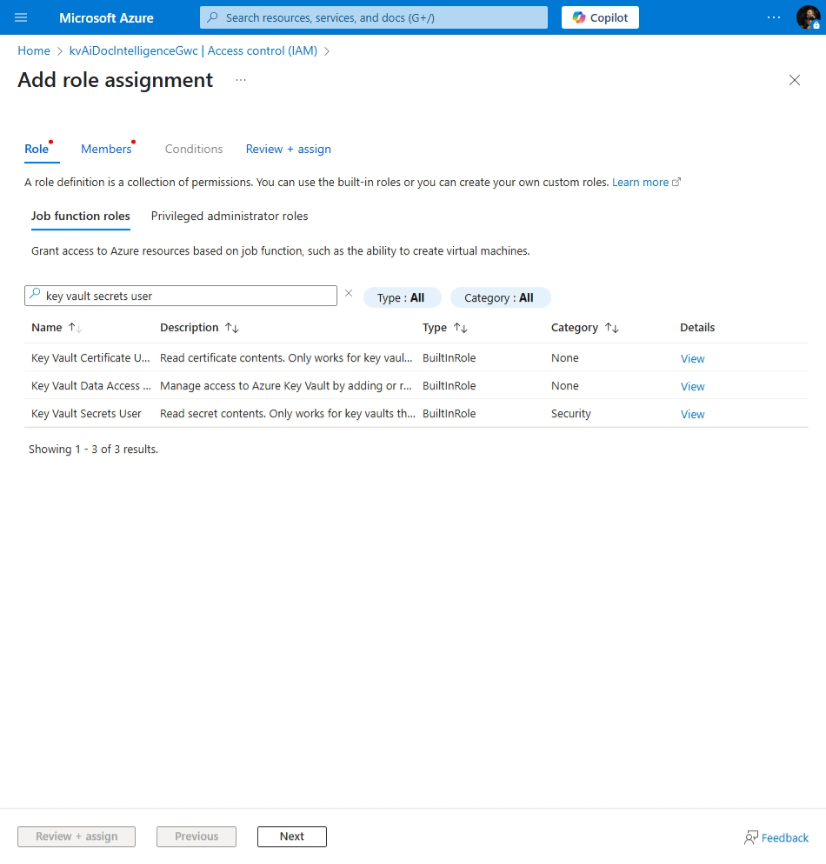 Microsoft Azure Search resources, services, and docs (G+/) Copilot ...
Home > kvAiDocIntelligenceGwc | Access control (IAM) >
Add role assignment ...
Role Members Conditions Review + assign
A role definition is a collection of permissions. You can use the built-in roles or you can create your own custom roles. Learn more
Job function roles Privileged administrator roles
Grant access to Azure resources based on job function, such as the ability to create virtual machines.
key vault secrets user Type : All Category : All
Name ↑↓ Description ↑↓ Type ↑↓ Category ↑↓ Details
Key Vault Certificate U... Read certificate contents. Only works for key vaul... BuiltInRole None View
Key Vault Data Access ... Manage access to Azure Key Vault by adding or r... BuiltInRole None View
Key Vault Secrets User Read secret contents. Only works for key vaults th... BuiltInRole Security View
Showing 1 - 3 of 3 results.
Review + assign Previous Next Feedback